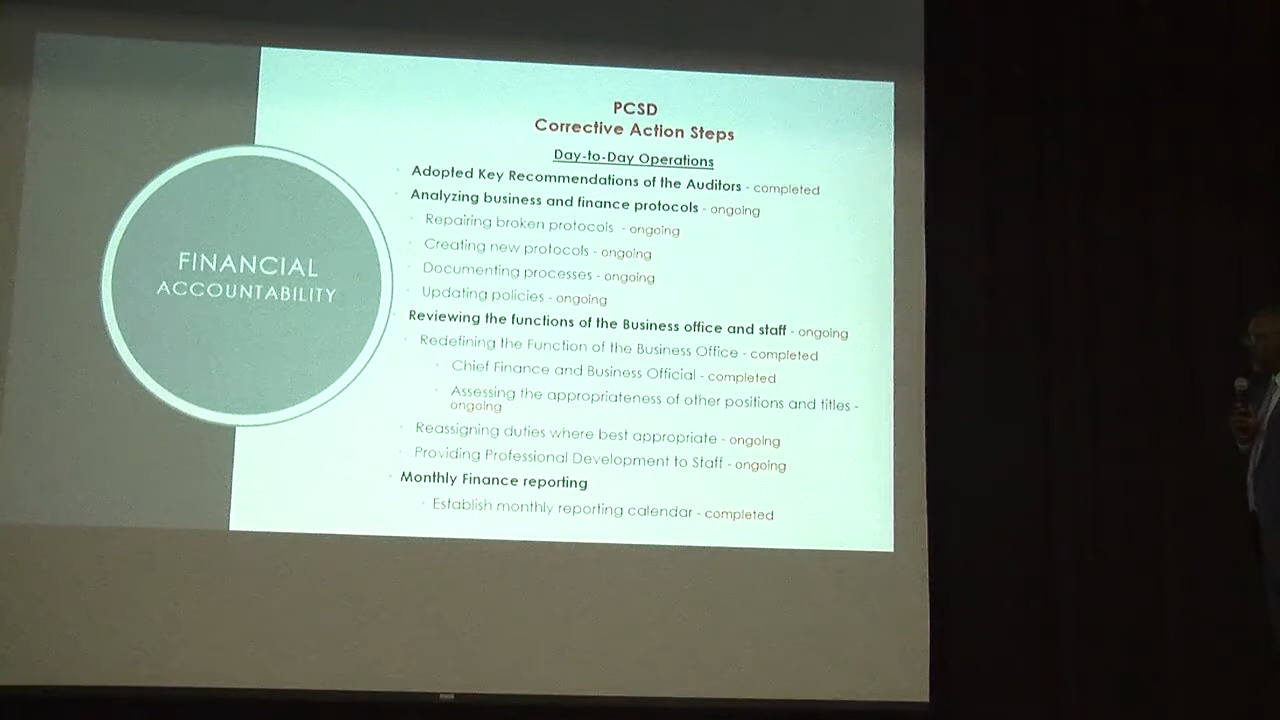 FINANCIAL
ACCOUNTABILITY
PCSD
Corrective Action Steps
Day-to-Day Operations
Adopted Key Recommendations of the Auditors - completed
Analyzing business and finance protocols - ongoing
Repairing broken protocols - ongoing
Creating new protocols - ongoing
Documenting processes - ongoing
Updating policies - ongoing
Reviewing the functions of the Business office and staff - ongoing
Redefining the Function of the Business Office - completed
Chief Finance and Business Official - completed
Assessing the appropriateness of other positions and titles -
ongoing
Reassigning duties where best appropriate - ongoing
Providing Professional Development to Staff - ongoing
Monthly Finance reporting
Establish monthly reporting calendar - completed